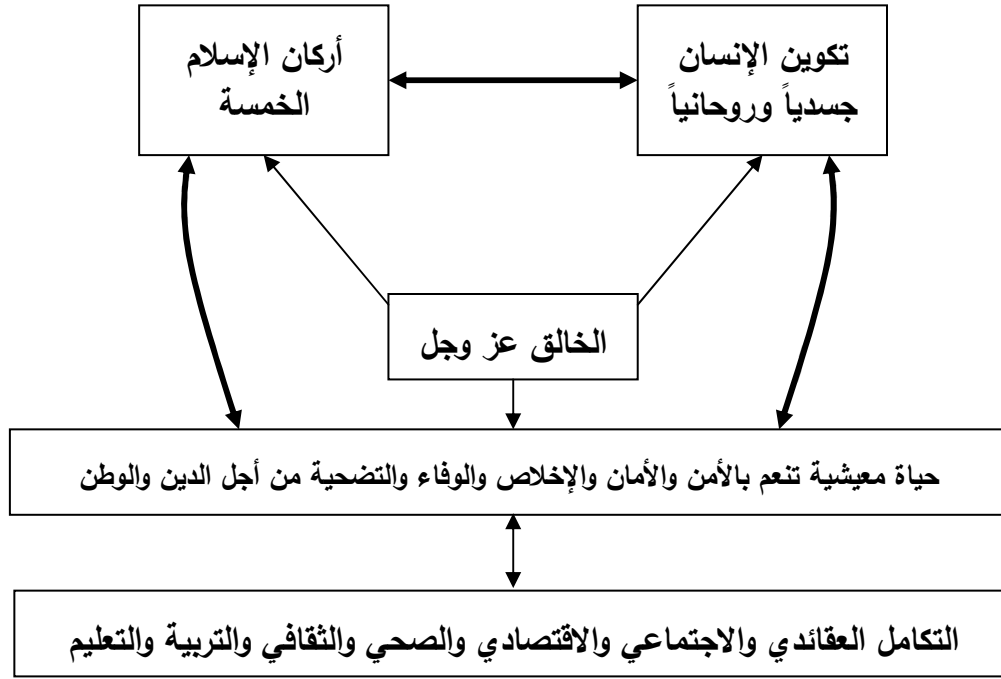 تكوين الإنسان
جسدياً وروحانياً
أركان الإسلام
الخمسة
الخالق عز وجل
حياة معيشية تنعم بالأمن والأمان والإخلاص والوفاء والتضحية من أجل الدين والوطن
التكامل العقائدي والاجتماعي والاقتصادي والصحي والثقافي والتربية والتعليم